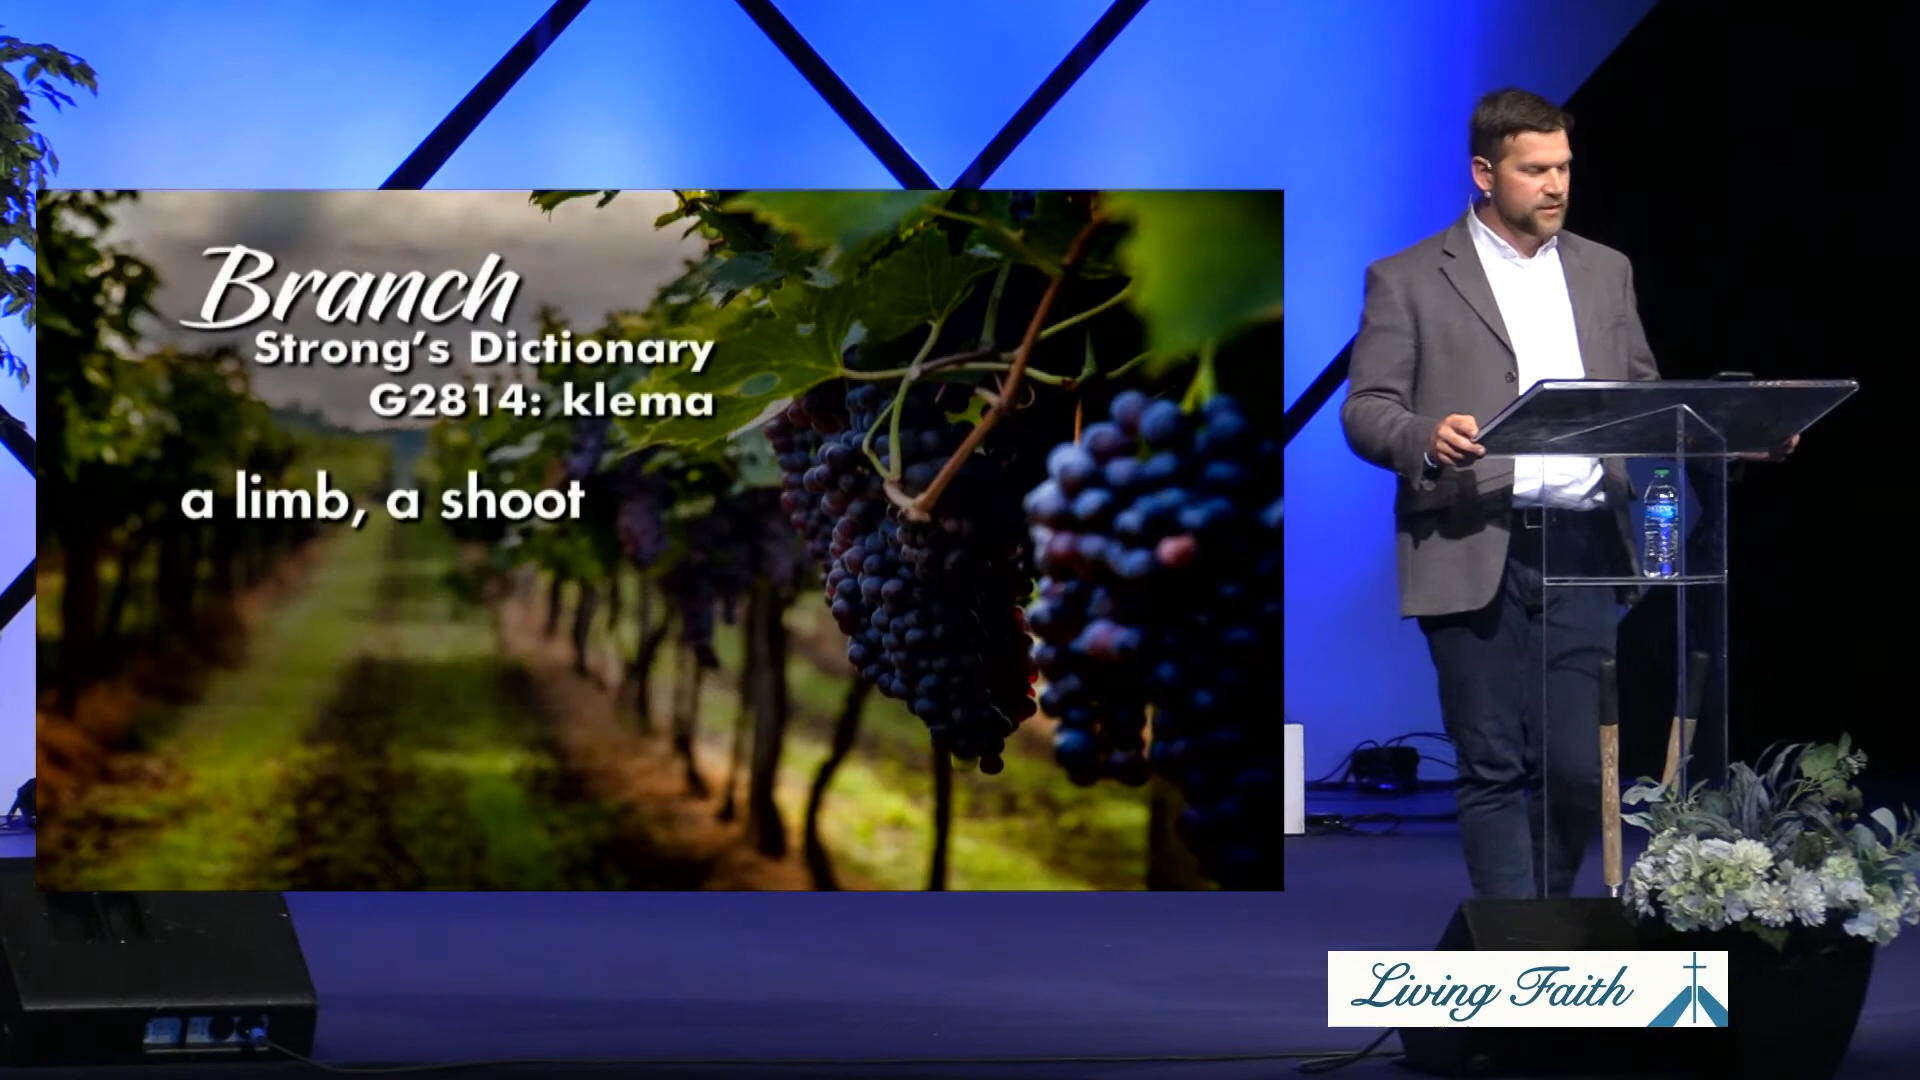 Branch
Strong's Dictionary
G2814: klema
a limb, a shoot
Living Faith